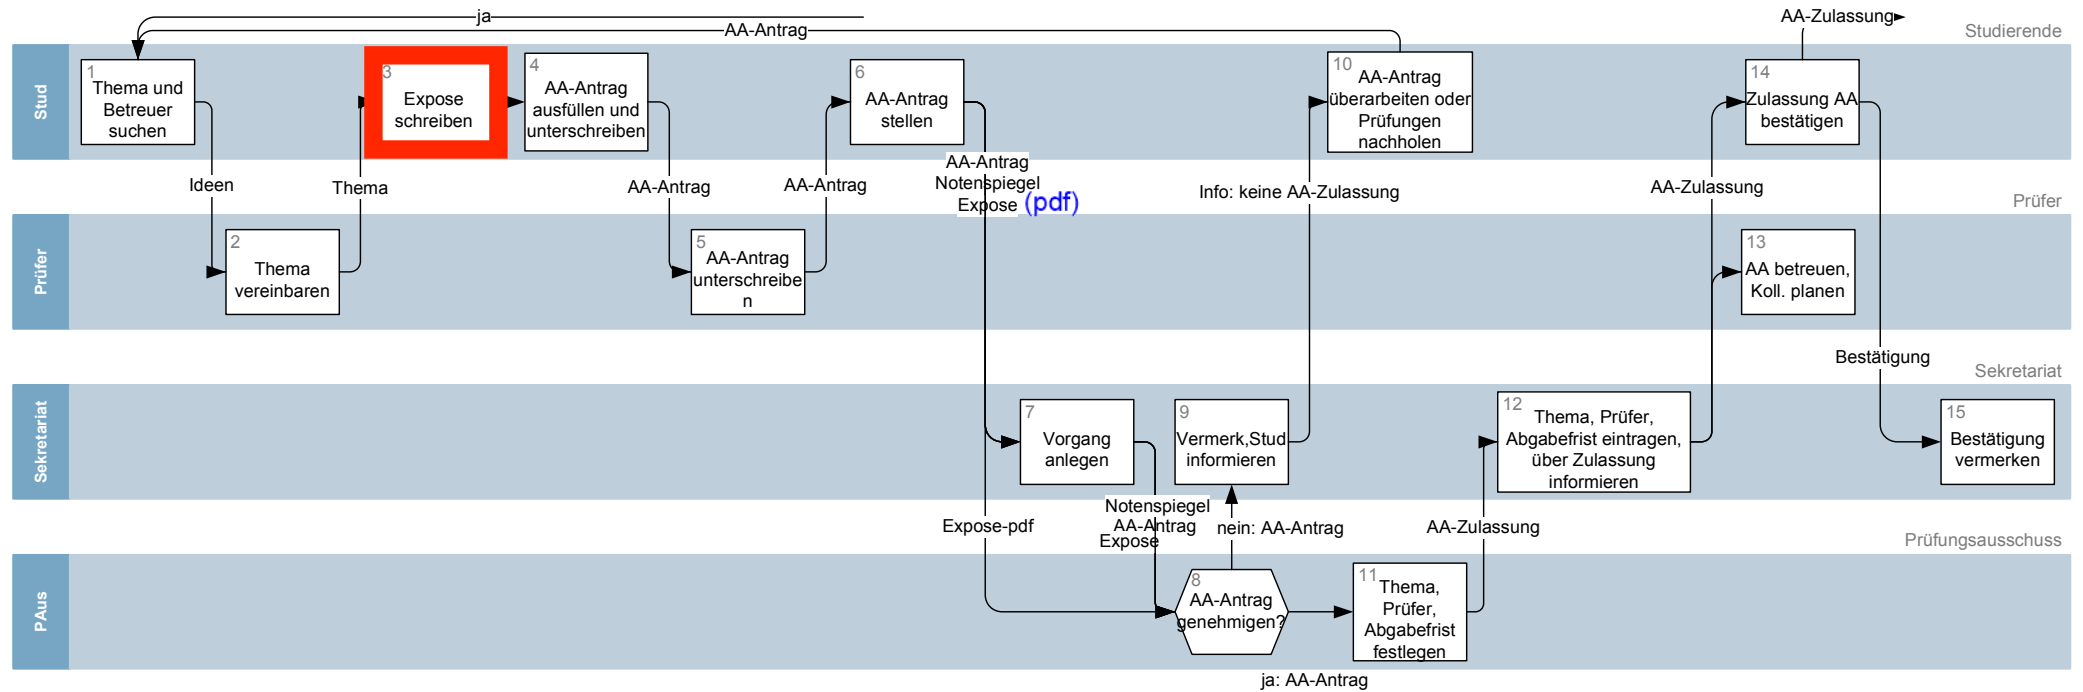 ja
AA-Antrag
AA-Zulassung
Studierende
Stud
1
Thema und
Betreuer
suchen
3
Expose
schreiben
4
AA-Antrag
ausfüllen und
unterschreiben
6
AA-Antrag
stellen
10
AA-Antrag
überarbeiten oder
Prüfungen
nachholen
14
Zulassung AA
bestätigen
Ideen
Thema
AA-Antrag
AA-Antrag
AA-Antrag
Notenspiegel
Expose (pdf)
Info: keine AA-Zulassung
AA-Zulassung
Prüfer
Prüfer
2
Thema
vereinbaren
5
AA-Antrag
unterschreibe
n
13
AA betreuen,
Koll. planen
Bestätigung
Sekretariat
Sekretariat
7
Vorgang
anlegen
9
Vermerk,Stud
informieren
12
Thema, Prüfer,
Abgabefrist eintragen,
über Zulassung
informieren
15
Bestätigung
vermerken
Expose-pdf
Notenspiegel
AA-Antrag
Expose
nein: AA-Antrag
AA-Zulassung
Prüfungsausschuss
PAus
8
AA-Antrag
genehmigen?
11
Thema,
Prüfer,
Abgabefrist
festlegen
ja: AA-Antrag